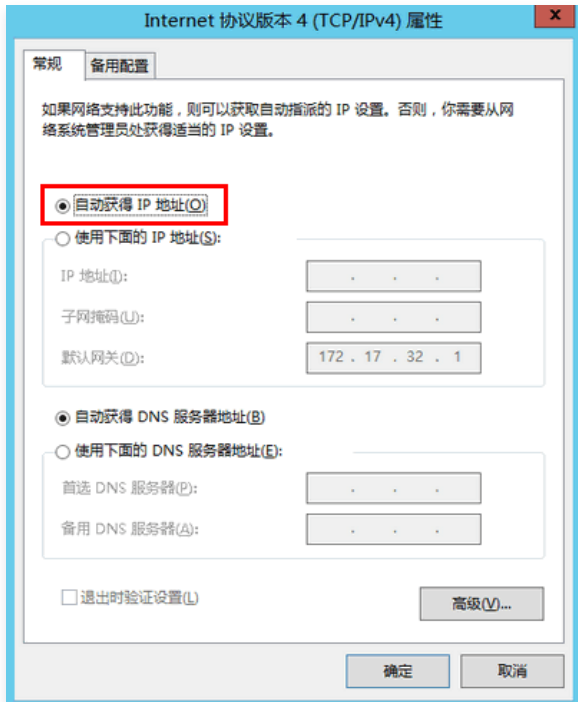 Internet 协议版本 4 (TCP/IPv4) 属性
x
常规
备用配置
如果网络支持此功能，则可以获取自动指派的 IP 设置。否则，你需要从网
络系统管理员处获得适当的 IP 设置。
自动获得 IP 地址(O)
使用下面的 IP 地址(S):
IP 地址(I):
. . .
子网掩码(U):
. . .
默认网关(D):
172 . 17 . 32 . 1
自动获得 DNS 服务器地址(B)
使用下面的 DNS 服务器地址(E):
首选 DNS 服务器(P):
. . .
备用 DNS 服务器(A):
. . .
退出时验证设置(L)
高级(V)...
确定
取消